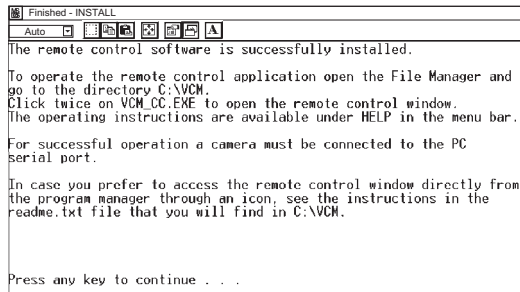 Finished - INSTALL
Auto A
The remote control software is successfully installed.
To operate the remote control application open the File Manager and
go to the directory C:\VCM.
Click twice on VCM_CC.EXE to open the remote control window.
The operating instructions are available under HELP in the menu bar.
For successful operation a camera must be connected to the PC
serial port.
In case you prefer to access the remote control window directly from
the program manager through an icon, see the instructions in the
readme.txt file that you will find in C:\VCM.
Press any key to continue . . .